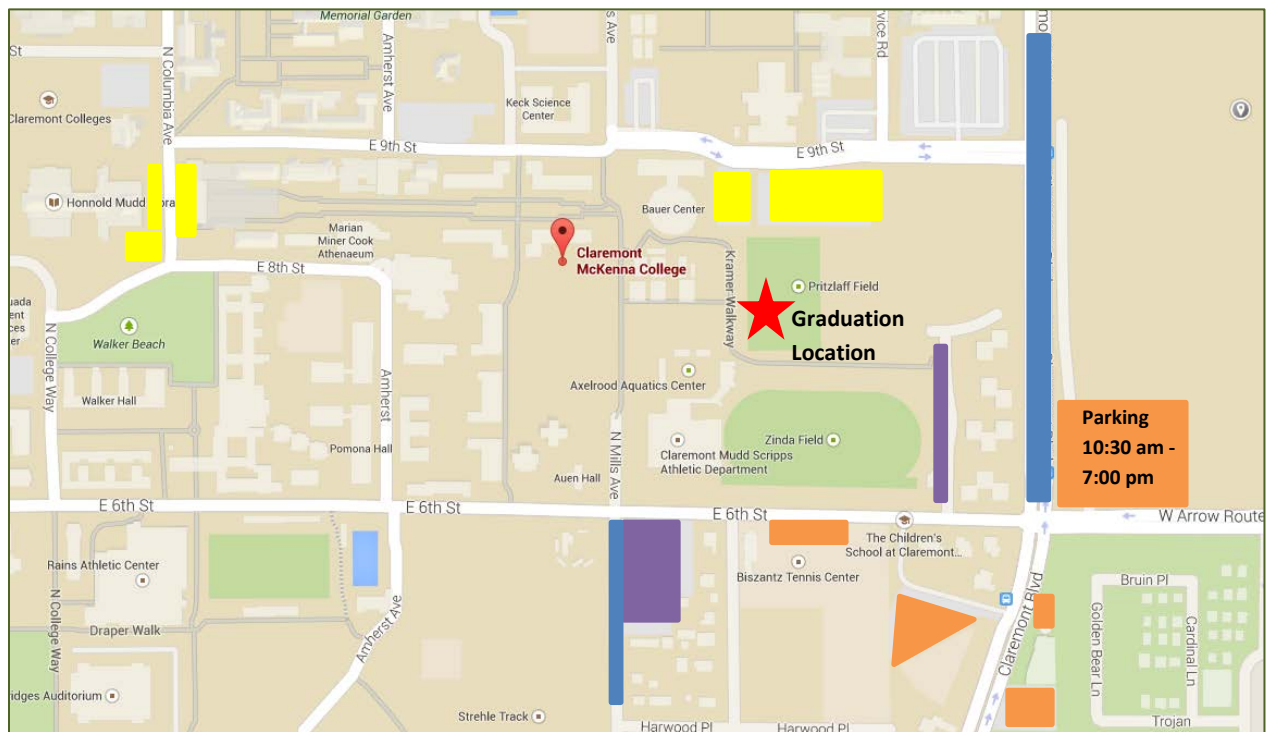 Memorial Garden
St
Claremont Colleges
N Columbia Ave
Amherst Ave
Ave
Keck Science
Center
E 9th St
E 9th St
Honnold Mudd
Marian
Miner Cook
Athenaeum
Bauer Center
Claremont
McKenna College
Kramer Walkway
Pritzlaff Field
Graduation
Location
E 8th St
N College Way
Walker Beach
Walker Hall
Amherst
Pomona Hall
Axelrood Aquatics Center
N Mills Ave
Auen Hall
Claremont Mudd Scripps
Athletic Department
Zinda Field
Parking
10:30 am -
7:00 pm
E 6th St
E 6th St
E 6th St
W Arrow Route
The Children's
School at Claremont...
Biszantz Tennis Center
Rains Athletic Center
N College Way
Draper Walk
Amherst Ave
Claremont Blvd
Bruin Pl
Golden Bear Ln
Cardinal Ln
ridges Auditorium
Strehle Track
Harwood Pl
Harwood Pl
Trojan